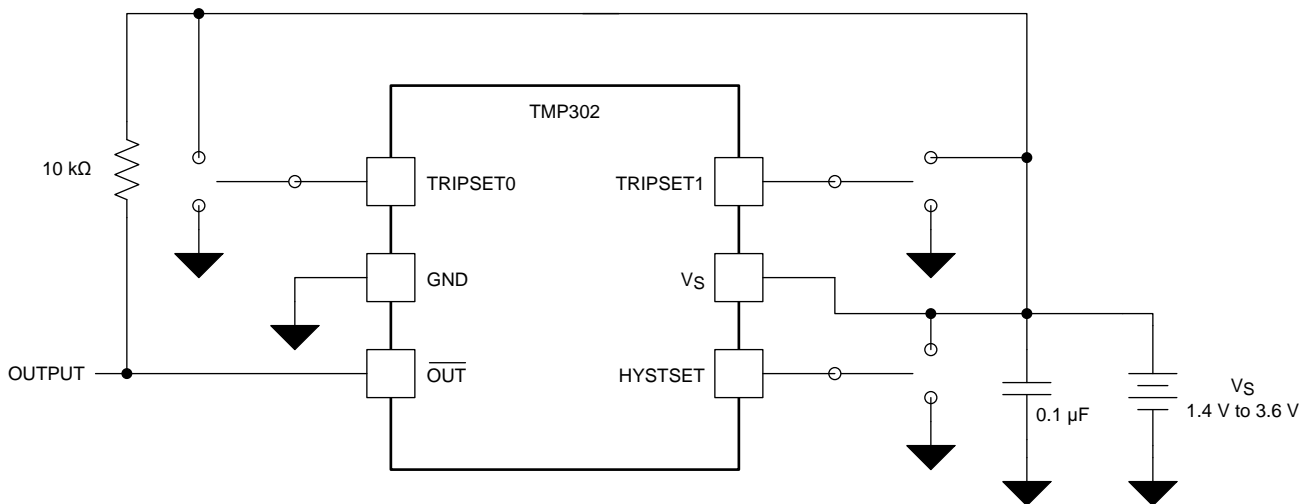 TMP302
10 kΩ
TRIPSET0
TRIPSET1
GND
VS
OUTPUT
OUT
HYSTSET
0.1 µF
VS
1.4 V to 3.6 V